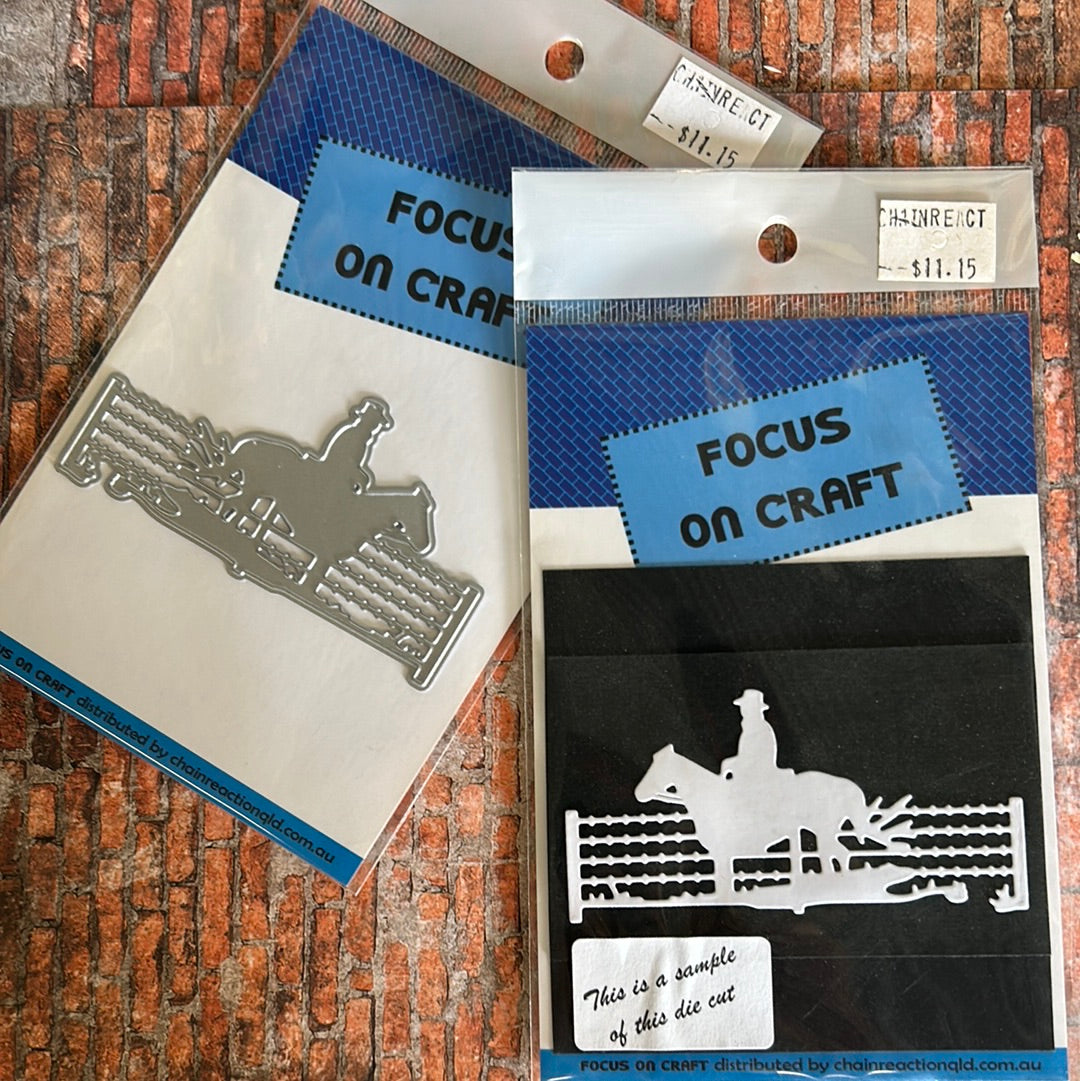 CHAINREACT
--$11.15
FOCUS
ON CRAF
US ON CRAFT distributed by chainreactionqld.com.au
CHAINREACT
--$11.15
FOCUS
ON CRAFT
This is a sample
of this die cut
FOCUS ON CRAFT distributed by chainreactionqld.com.au